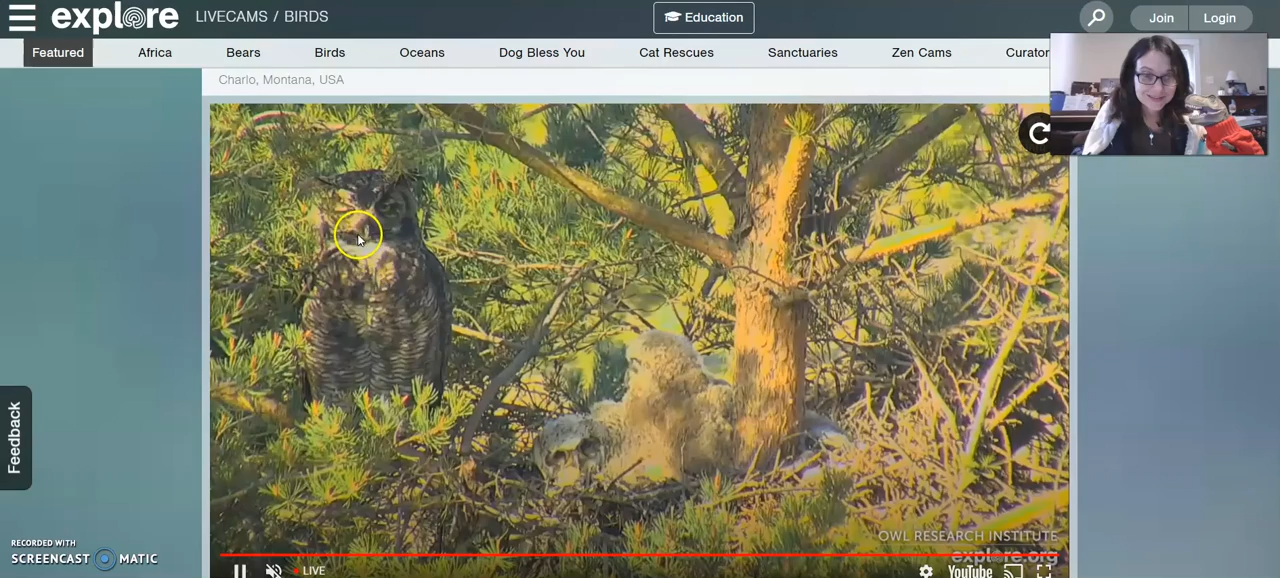 explore
LIVECAMS / BIRDS
Education
Join
Login
Featured
Africa
Bears
Birds
Oceans
Dog Bless You
Cat Rescues
Sanctuaries
Zen Cams
Curator
Charlo, Montana, USA
Feedback
OWL RESEARCH INSTITUTE
explore.org
RECORDED WITH
SCREENCAST MATIC
LIVE
YouTube